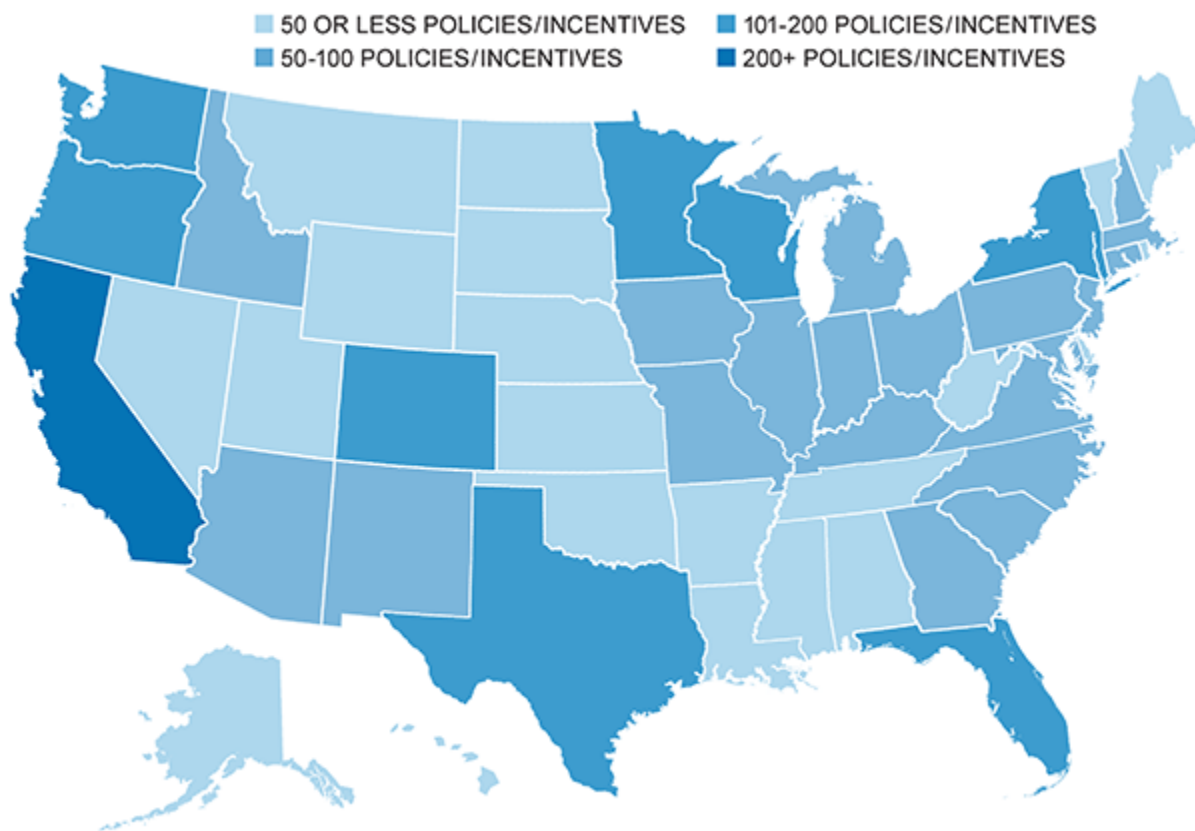 50 OR LESS POLICIES/INCENTIVES
101-200 POLICIES/INCENTIVES
50-100 POLICIES/INCENTIVES
200+ POLICIES/INCENTIVES